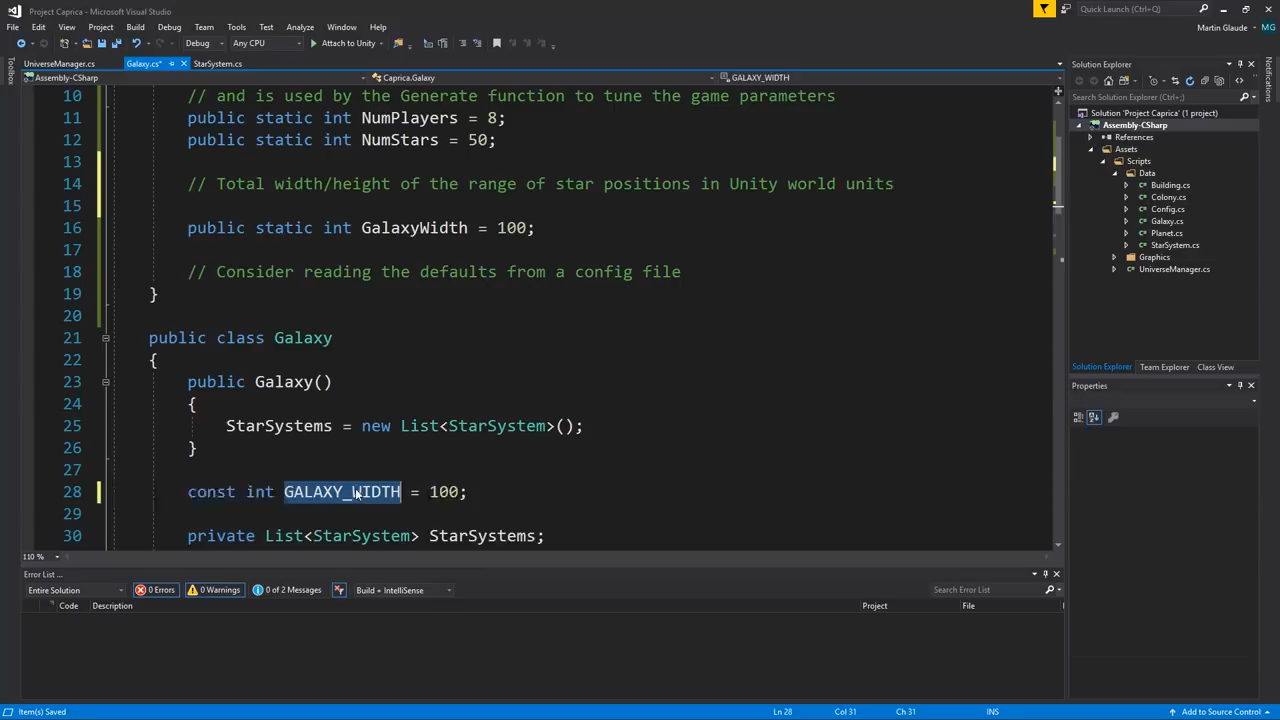 Project Caprica - Microsoft Visual Studio
Quick Launch (Ctrl+Q)
File Edit View Project Build Debug Team Tools Test Analyze Window Help
Martin Glaude MG
Debug Any CPU Attach to Unity
Toolbox
UniverseManager.cs Galaxy.cs* StarSystem.cs
Assembly-CSharp Caprica.Galaxy GALAXY_WIDTH
10 // and is used by the Generate function to tune the game parameters
11 public static int NumPlayers = 8;
12 public static int NumStars = 50;
13
14 // Total width/height of the range of star positions in Unity world units
15
16 public static int GalaxyWidth = 100;
17
18 // Consider reading the defaults from a config file
19 }
20
21 public class Galaxy
22 {
23 public Galaxy()
24 {
25 StarSystems = new List<StarSystem>();
26 }
27
28 const int GALAXY_WIDTH = 100;
29
30 private List<StarSystem> StarSystems;
110 %
Error List ...
Entire Solution 0 Errors 0 Warnings 0 of 2 Messages Build + IntelliSense Search Error List
Code Description Project File
Solution Explorer
Search Solution Explorer (Ctrl+;)
Solution 'Project Caprica' (1 project)
Assembly-CSharp
References
Assets
Scripts
Data
Building.cs
Colony.cs
Config.cs
Galaxy.cs
Planet.cs
StarSystem.cs
Graphics
UniverseManager.cs
Solution Explorer Team Explorer Class View
Properties
Notifications
Item(s) Saved Ln 28 Col 31 Ch 31 INS Add to Source Control